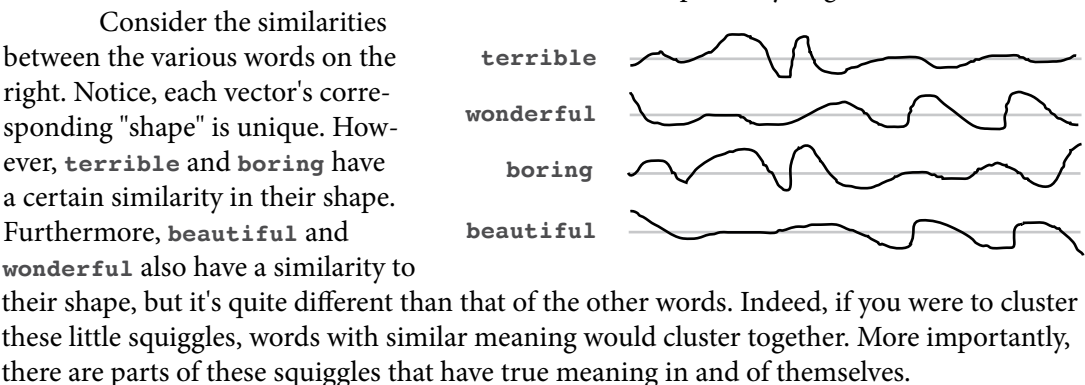 Consider the similarities
between the various words on the
right. Notice, each vector's corre-
sponding "shape" is unique. How-
ever, terrible and boring have
a certain similarity in their shape.
Furthermore, beautiful and
wonderful also have a similarity to
their shape, but it's quite different than that of the other words. Indeed, if you were to cluster
these little squiggles, words with similar meaning would cluster together. More importantly,
there are parts of these squiggles that have true meaning in and of themselves.
terrible
wonderful
boring
beautiful